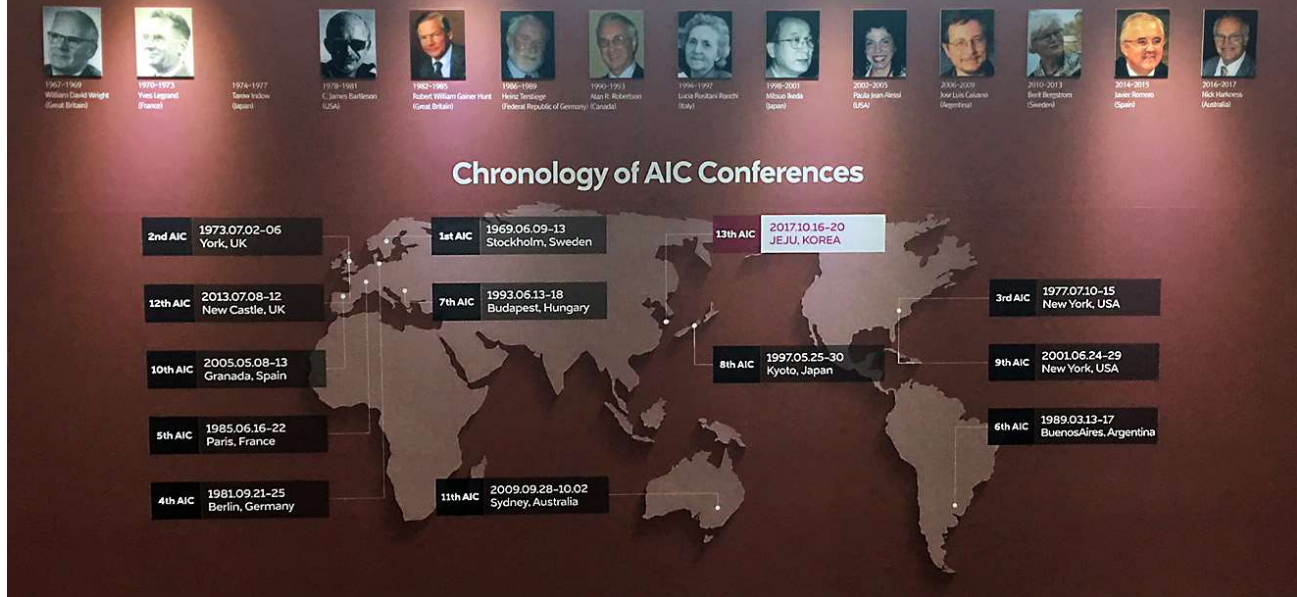 1967-1969
William David Wright
(Great Britain)
1970-1973
Yves Legrand
(France)
1974-1977
Tarow Indow
(Japan)
1978-1981
C. James Bartleson
(USA)
1982-1985
Robert William Gainer Hunt
(Great Britain)
1986-1989
Heinz Terstiege
(Federal Republic of Germany)
1990-1993
Alan R. Robertson
(Canada)
1994-1997
Lucia Rositani Ronchi
(Italy)
1998-2001
Mitsuo Ikeda
(Japan)
2002-2005
Paula Jean Alessi
(USA)
2006-2009
José Luis Caivano
(Argentina)
2010-2013
Berit Bergström
(Sweden)
2014-2015
Javier Romero
(Spain)
2016-2017
Nick Harkness
(Australia)
Chronology of AIC Conferences
2nd AIC
1973.07.02-06
York, UK
1st AIC
1969.06.09-13
Stockholm, Sweden
13th AIC
2017.10.16-20
JEJU, KOREA
12th AIC
2013.07.08-12
New Castle, UK
7th AIC
1993.06.13-18
Budapest, Hungary
3rd AIC
1977.07.10-15
New York, USA
10th AIC
2005.05.08-13
Granada, Spain
8th AIC
1997.05.25-30
Kyoto, Japan
9th AIC
2001.06.24-29
New York, USA
5th AIC
1985.06.16-22
Paris, France
6th AIC
1989.03.13-17
BuenosAires, Argentina
4th AIC
1981.09.21-25
Berlin, Germany
11th AIC
2009.09.28-10.02
Sydney, Australia